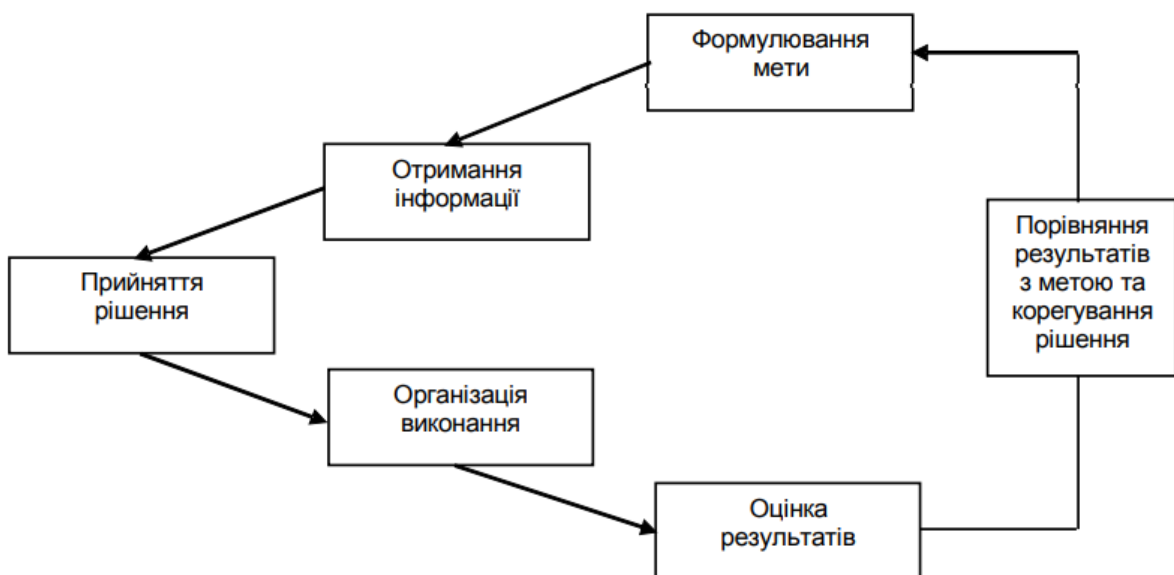 Формулювання
мети
Отримання
інформації
Прийняття
рішення
Організація
виконання
Оцінка
результатів
Порівняння
результатів
з метою та
корегування
рішення